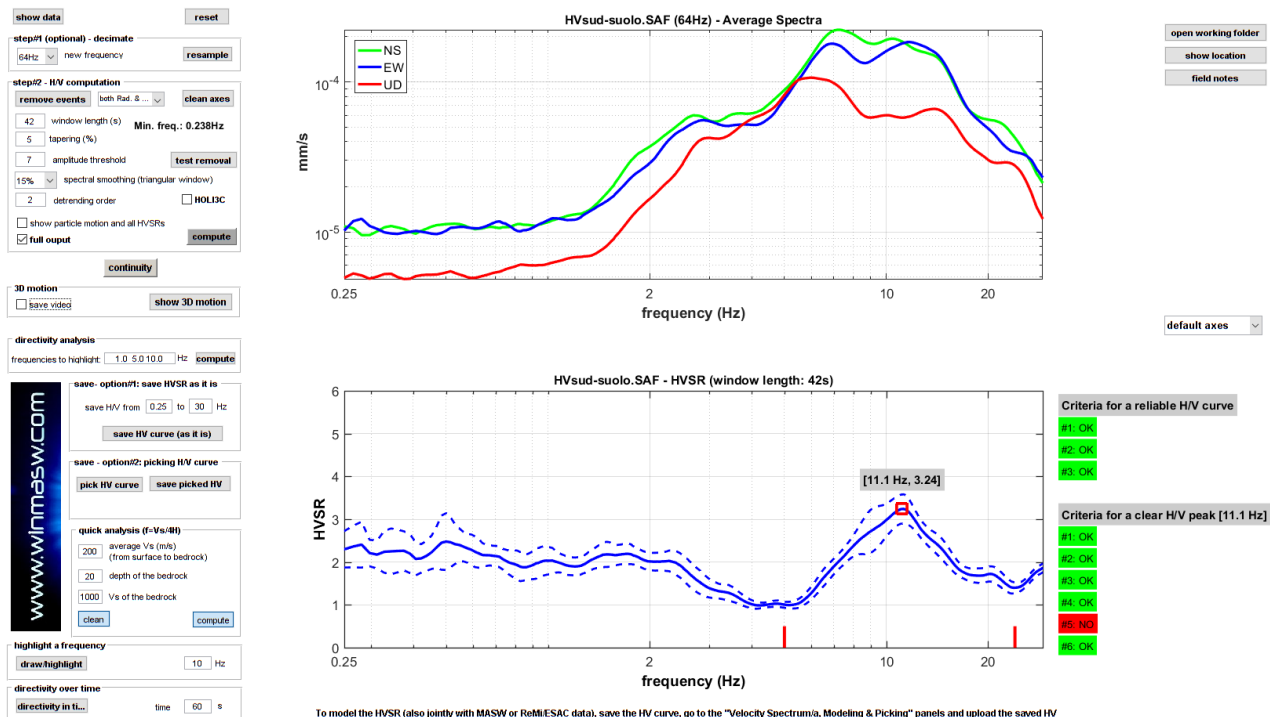 show data
reset
step#1 (optional) - decimate
64Hz new frequency resample
step#2 - H/V computation
remove events both Rad. & ... clean axes
42 window length (s) Min. freq.: 0.238Hz
5 tapering (%)
7 amplitude threshold test removal
15% spectral smoothing (triangular window)
2 detrending order HOLI3C
show particle motion and all HVSRs
full ouput compute
continuity
3D motion
save video show 3D motion
directivity analysis
frequencies to highlight: 1.0 5.0 10.0 Hz compute
www.winmasw.com
save- option#1: save HVSR as it is
save H/V from 0.25 to 30 Hz
save HV curve (as it is)
save - option#2: picking H/V curve
pick HV curve save picked HV
quick analysis (f=Vs/4H)
200 average Vs (m/s)
(from surface to bedrock)
20 depth of the bedrock
1000 Vs of the bedrock
clean compute
highlight a frequency
draw/highlight 10 Hz
directivity over time
directivity in ti... time 60 s
HVsud-suolo.SAF (64Hz) - Average Spectra
NS
EW
UD
10-4
10-5
mm/s
0.25 2 10 20
frequency (Hz)
HVsud-suolo.SAF - HVSR (window length: 42s)
6
5
4
3
2
1
0
HVSR
[11.1 Hz, 3.24]
0.25 2 10 20
frequency (Hz)
To model the HVSR (also jointly with MASW or ReMi/ESAC data), save the HV curve, go to the "Velocity Spectrum/a, Modeling & Picking" panels and upload the saved HV
open working folder
show location
field notes
default axes
Criteria for a reliable H/V curve
#1: OK
#2: OK
#3: OK
Criteria for a clear H/V peak [11.1 Hz]
#1: OK
#2: OK
#3: OK
#4: OK
#5: NO
#6: OK